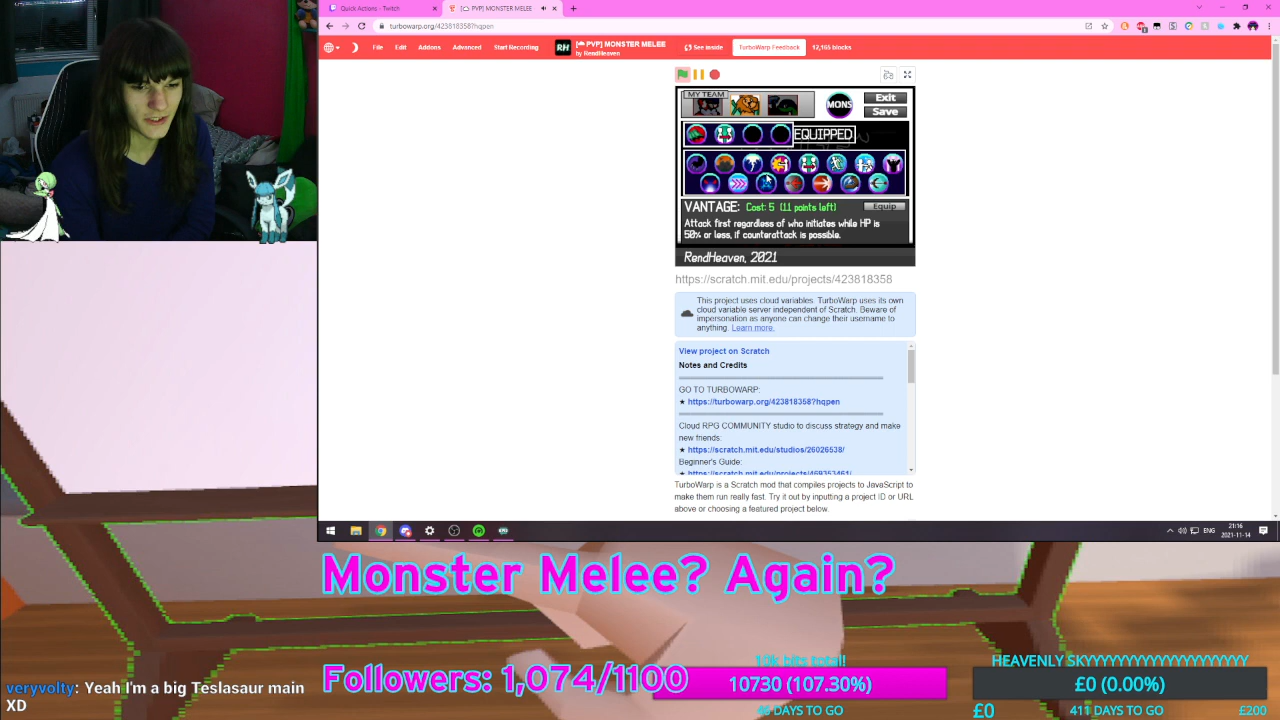 Quick Actions - Twitch
[☁ PVP] MONSTER MELEE
turbowarp.org/423818358?hqpen
File Edit Addons Advanced Start Recording
RH
[☁ PVP] MONSTER MELEE
by RendHeaven
See inside
TurboWarp Feedback
12,105 blocks
MY TEAM
MONS
Exit
Save
EQUIPPED
VANTAGE: Cost: 5 (11 points left)
Equip
Attack first regardless of who initiates while HP is
50% or less, if counterattack is possible.
RendHeaven, 2021
https://scratch.mit.edu/projects/423818358
This project uses cloud variables. TurboWarp uses its own
cloud variable server independent of Scratch. Beware of
impersonation as anyone can change their username to
anything. Learn more.
View project on Scratch
Notes and Credits
GO TO TURBOWARP:
★ https://turbowarp.org/423818358?hqpen
Cloud RPG COMMUNITY studio to discuss strategy and make
new friends:
★ https://scratch.mit.edu/studios/26026538/
Beginner's Guide:
★ https://scratch.mit.edu/projects/469353461/
TurboWarp is a Scratch mod that compiles projects to JavaScript to
make them run really fast. Try it out by inputting a project ID or URL
above or choosing a featured project below.
ENG
21:16
2021-11-14
Monster Melee? Again?
Followers: 1,074/1100
10k bits total!
10730 (107.30%)
46 DAYS TO GO
HEAVENLY SKYYYYYYYYYYYYYYYYYYYY
£0 (0.00%)
£0
411 DAYS TO GO
£200
veryvolty: Yeah I'm a big Teslasaur main
XD